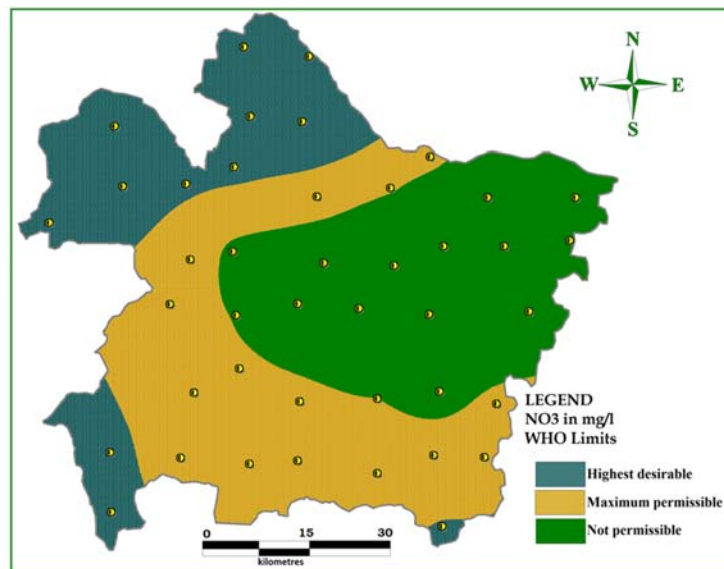 N
W E
S
LEGEND
NO3 in mg/l
WHO Limits
Highest desirable
Maximum permissible
Not permissible
0 15 30
kilometres